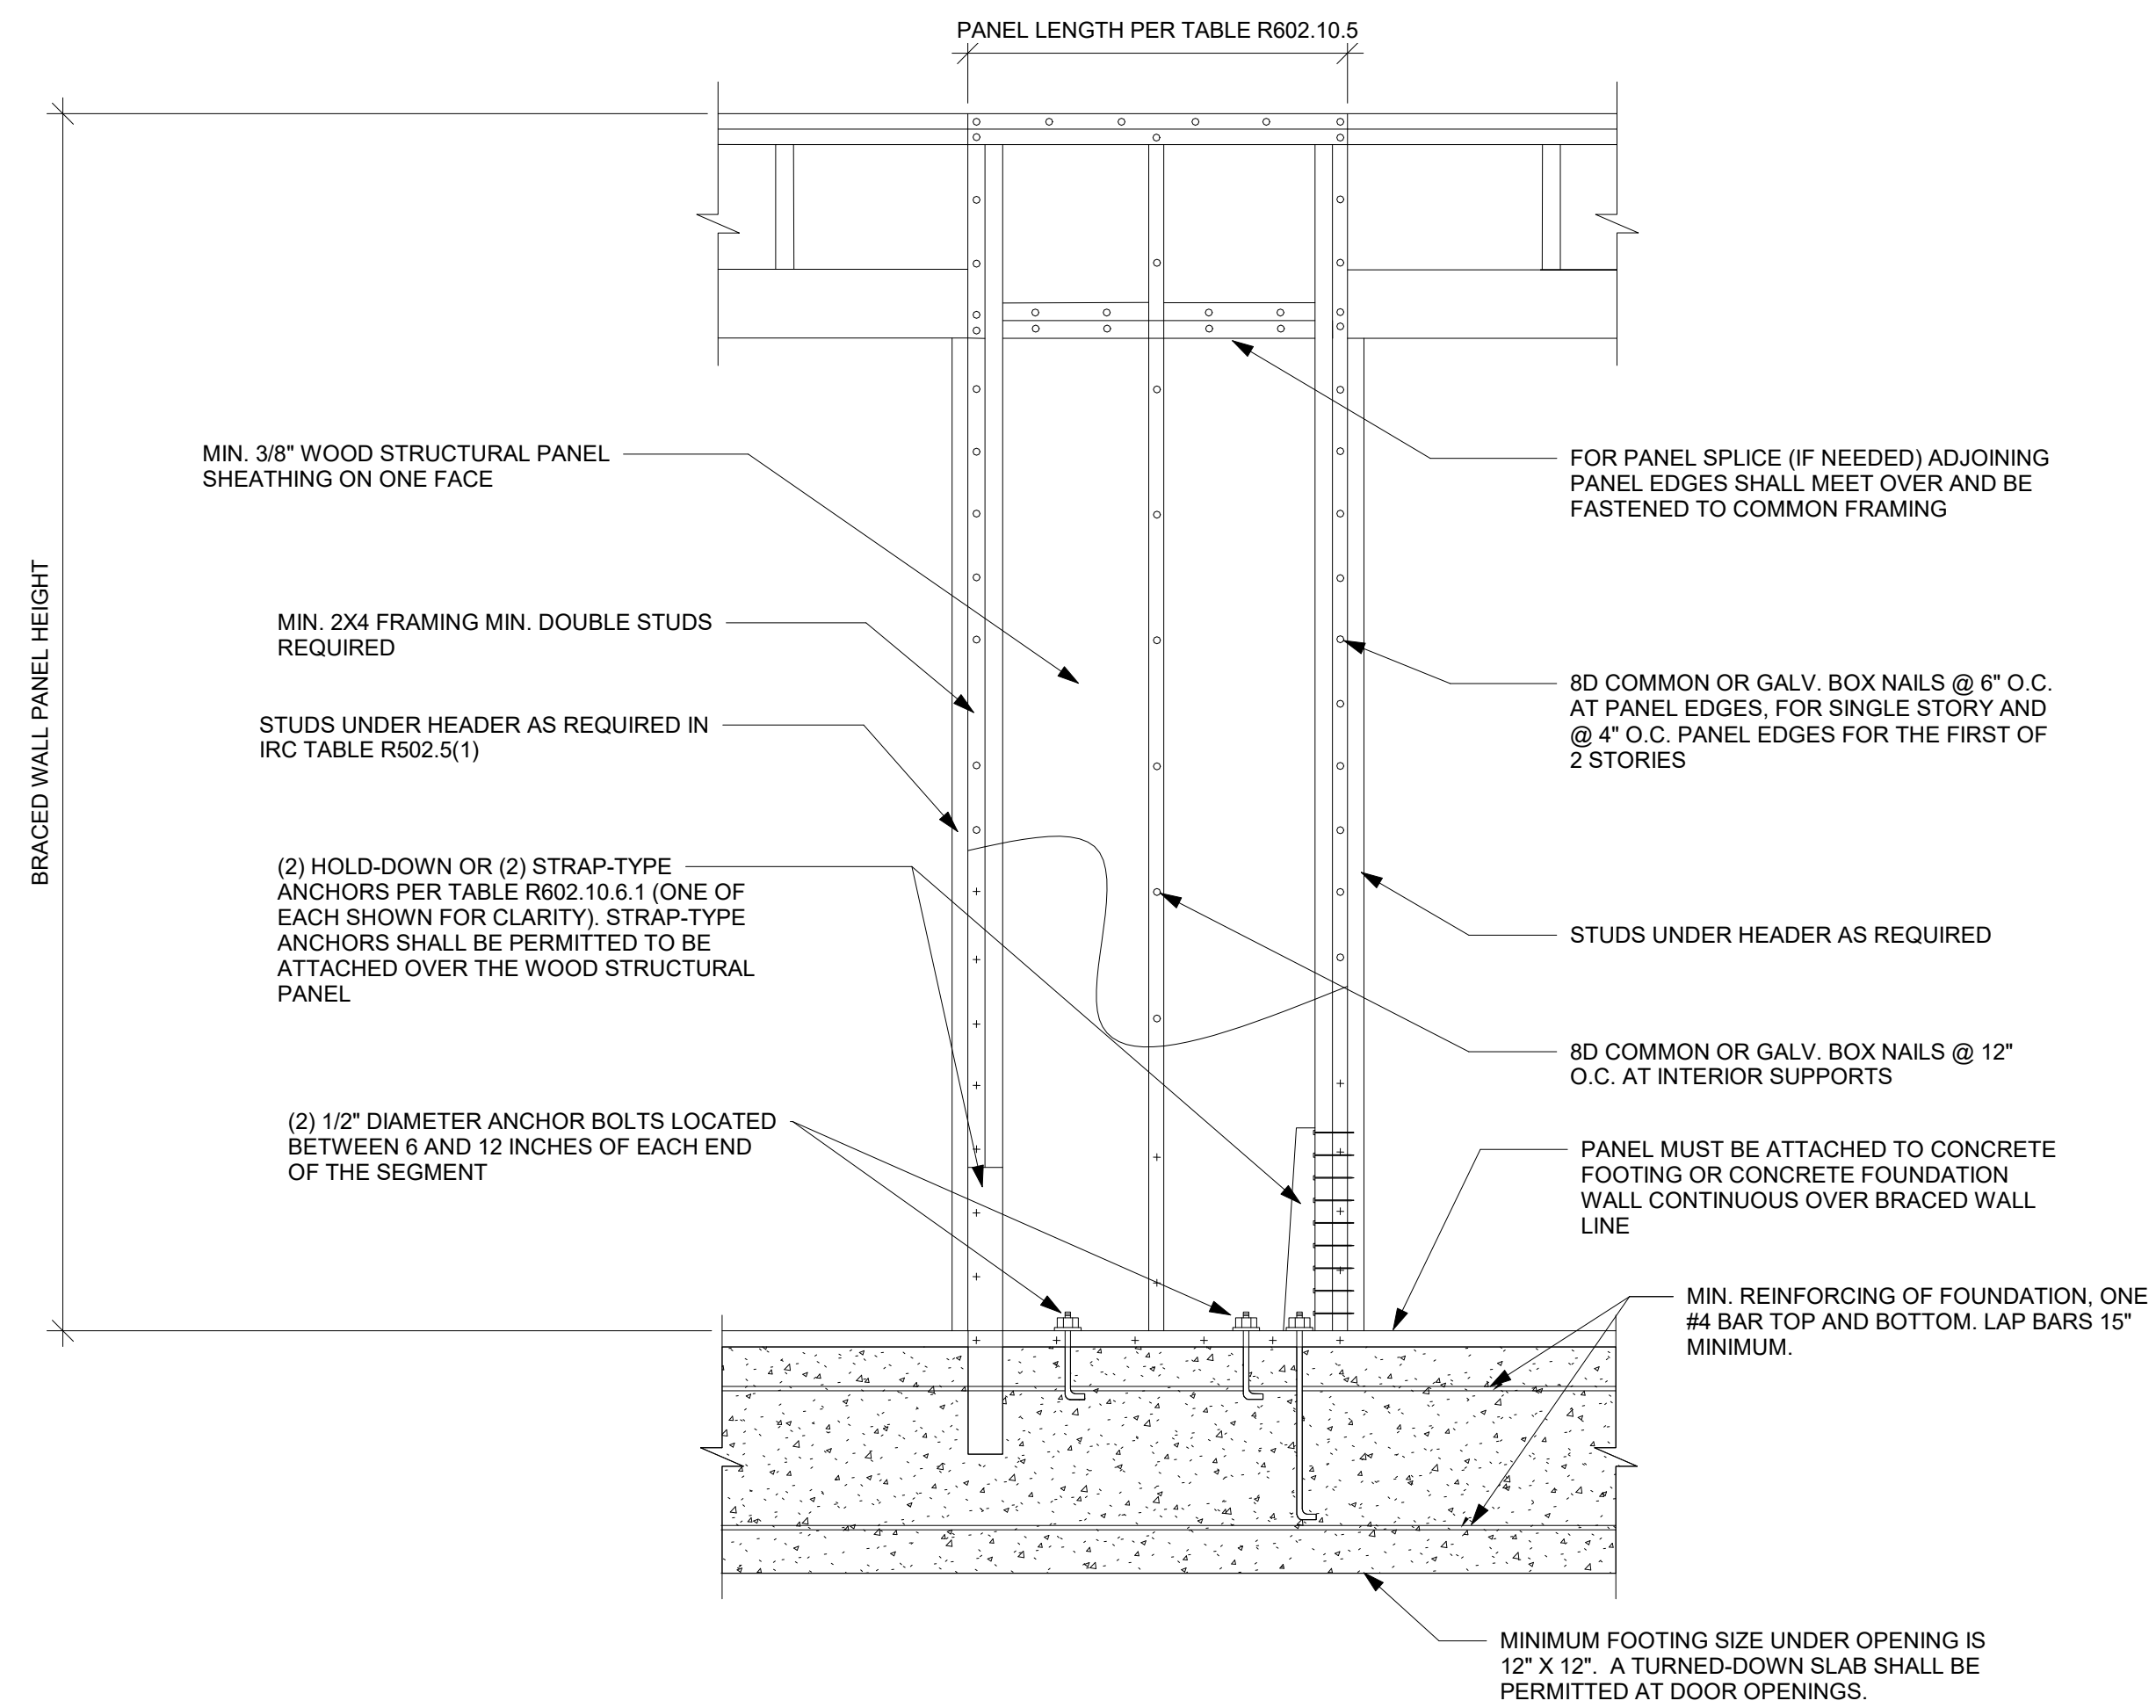 PANEL LENGTH PER TABLE R602.10.5
BRACED WALL PANEL HEIGHT
MIN. 3/8" WOOD STRUCTURAL PANEL
SHEATHING ON ONE FACE
MIN. 2X4 FRAMING MIN. DOUBLE STUDS
REQUIRED
STUDS UNDER HEADER AS REQUIRED IN
IRC TABLE R502.5(1)
(2) HOLD-DOWN OR (2) STRAP-TYPE
ANCHORS PER TABLE R602.10.6.1 (ONE OF
EACH SHOWN FOR CLARITY). STRAP-TYPE
ANCHORS SHALL BE PERMITTED TO BE
ATTACHED OVER THE WOOD STRUCTURAL
PANEL
(2) 1/2" DIAMETER ANCHOR BOLTS LOCATED
BETWEEN 6 AND 12 INCHES OF EACH END
OF THE SEGMENT
FOR PANEL SPLICE (IF NEEDED) ADJOINING
PANEL EDGES SHALL MEET OVER AND BE
FASTENED TO COMMON FRAMING
8D COMMON OR GALV. BOX NAILS @ 6" O.C.
AT PANEL EDGES, FOR SINGLE STORY AND
@ 4" O.C. PANEL EDGES FOR THE FIRST OF
2 STORIES
STUDS UNDER HEADER AS REQUIRED
8D COMMON OR GALV. BOX NAILS @ 12"
O.C. AT INTERIOR SUPPORTS
PANEL MUST BE ATTACHED TO CONCRETE
FOOTING OR CONCRETE FOUNDATION
WALL CONTINUOUS OVER BRACED WALL
LINE
MIN. REINFORCING OF FOUNDATION, ONE
#4 BAR TOP AND BOTTOM. LAP BARS 15"
MINIMUM.
MINIMUM FOOTING SIZE UNDER OPENING IS
12" X 12". A TURNED-DOWN SLAB SHALL BE
PERMITTED AT DOOR OPENINGS.